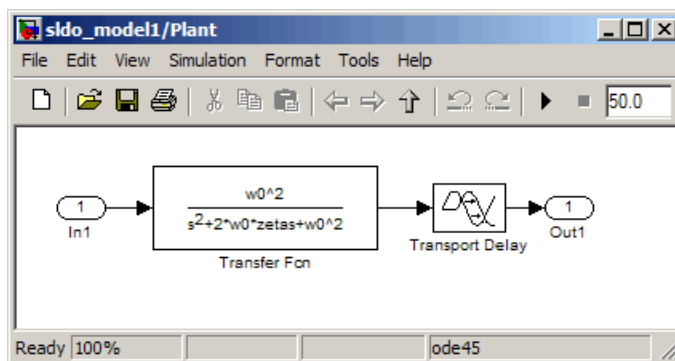 sldo_model1/Plant
File Edit View Simulation Format Tools Help
50.0
w0^2
s2+2*w0*zetas+w0^2
1
In1
Transfer Fcn
Transport Delay
1
Out1
Ready 100% ode45